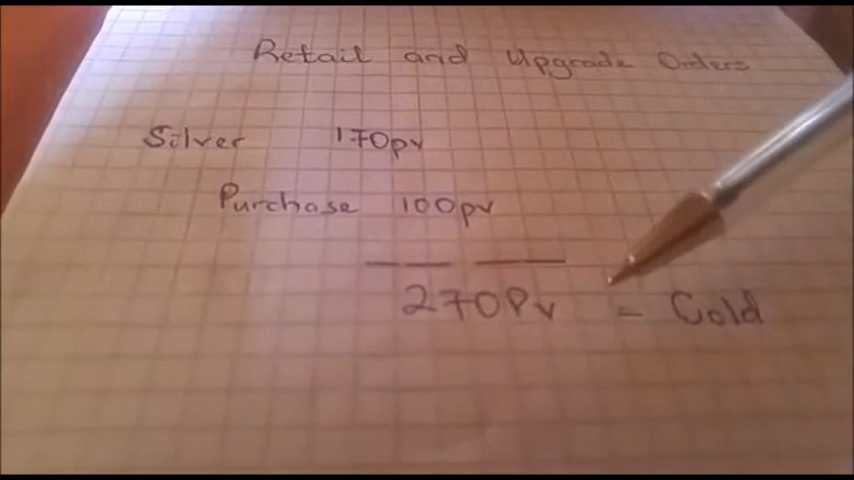 Retail and Upgrade Orders
Silver 170pv
Purchase 100pv
270Pv = Gold